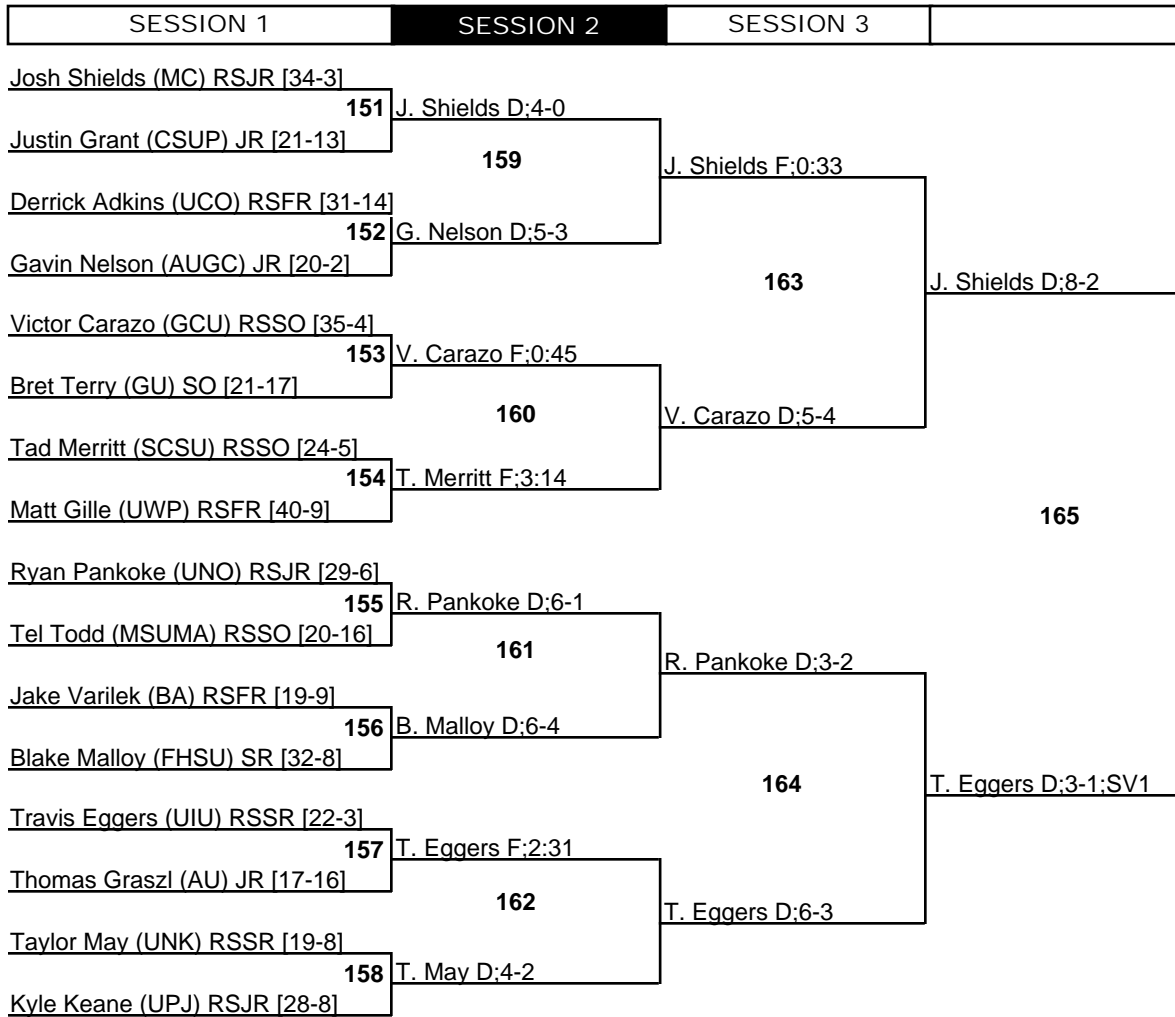 SESSION 1 SESSION 2 SESSION 3
Josh Shields (MC) RSJR [34-3]
151 J. Shields D;4-0
Justin Grant (CSUP) JR [21-13]
159
J. Shields F;0:33
Derrick Adkins (UCO) RSFR [31-14]
152 G. Nelson D;5-3
Gavin Nelson (AUGC) JR [20-2]
163
J. Shields D;8-2
Victor Carazo (GCU) RSSO [35-4]
153 V. Carazo F;0:45
Bret Terry (GU) SO [21-17]
160
V. Carazo D;5-4
Tad Merritt (SCSU) RSSO [24-5]
154 T. Merritt F;3:14
Matt Gille (UWP) RSFR [40-9]
165
Ryan Pankoke (UNO) RSJR [29-6]
155 R. Pankoke D;6-1
Tel Todd (MSUMA) RSSO [20-16]
161
R. Pankoke D;3-2
Jake Varilek (BA) RSFR [19-9]
156 B. Malloy D;6-4
Blake Malloy (FHSU) SR [32-8]
164
T. Eggers D;3-1;SV1
Travis Eggers (UIU) RSSR [22-3]
157 T. Eggers F;2:31
Thomas Graszl (AU) JR [17-16]
162
T. Eggers D;6-3
Taylor May (UNK) RSSR [19-8]
158 T. May D;4-2
Kyle Keane (UPJ) RSJR [28-8]